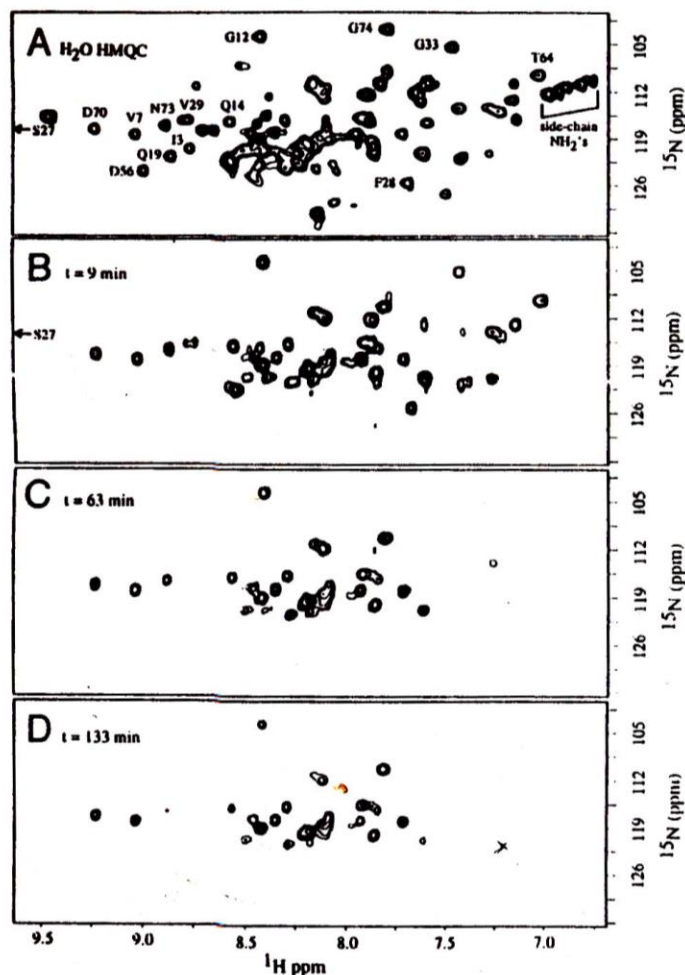 A H₂O HMQC
G12
G74
G33
T64
D70
V7
N73
V29
Q14
S27
I3
Q19
D56
F28
side-chain
NH₂'s
105
112
119
126
¹⁵N (ppm)
B t = 9 min
S27
105
112
119
126
¹⁵N (ppm)
C t = 63 min
105
112
119
126
¹⁵N (ppm)
D t = 133 min
105
112
119
126
¹⁵N (ppm)
9.5 9.0 8.5 8.0 7.5 7.0
¹H ppm